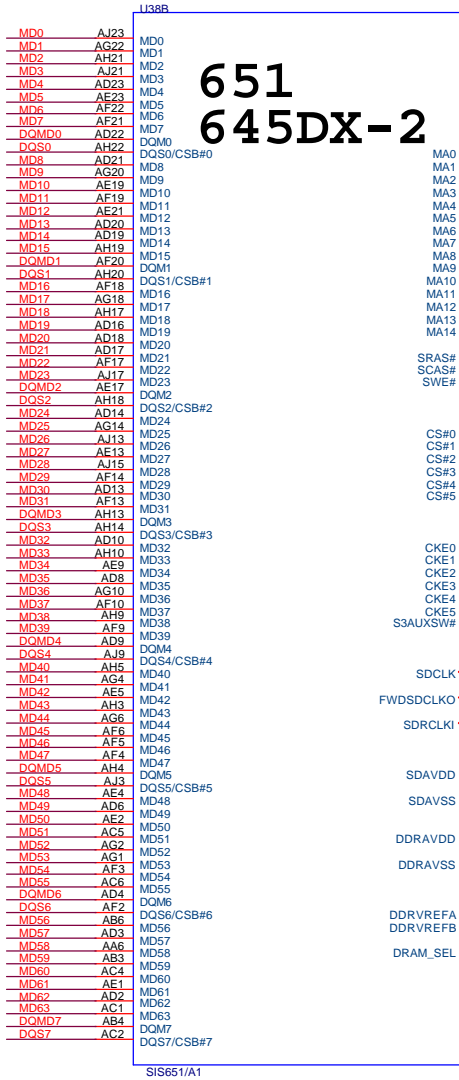 U38B
MD0 AJ23 MD0
MD1 AG22 MD1
MD2 AH21 MD2
MD3 AJ21 MD3
MD4 AD23 MD4
MD5 AE23 MD5
MD6 AF22 MD6
MD7 AF21 MD7
DQMD0 AD22 DQM0
DQS0 AH22 DQS0/CSB#0
MD8 AD21 MD8
MD9 AG20 MD9
MD10 AE19 MD10
MD11 AF19 MD11
MD12 AE21 MD12
MD13 AD20 MD13
MD14 AD19 MD14
MD15 AH19 MD15
DQMD1 AF20 DQM1
DQS1 AH20 DQS1/CSB#1
MD16 AF18 MD16
MD17 AG18 MD17
MD18 AH17 MD18
MD19 AD16 MD19
MD20 AD18 MD20
MD21 AD17 MD21
MD22 AF17 MD22
MD23 AJ17 MD23
DQMD2 AE17 DQM2
DQS2 AH18 DQS2/CSB#2
MD24 AD14 MD24
MD25 AG14 MD25
MD26 AJ13 MD26
MD27 AE13 MD27
MD28 AJ15 MD28
MD29 AF14 MD29
MD30 AD13 MD30
MD31 AF13 MD31
DQMD3 AH13 DQM3
DQS3 AH14 DQS3/CSB#3
MD32 AD10 MD32
MD33 AH10 MD33
MD34 AE9 MD34
MD35 AD8 MD35
MD36 AG10 MD36
MD37 AF10 MD37
MD38 AH9 MD38
MD39 AF9 MD39
DQMD4 AD9 DQM4
DQS4 AJ9 DQS4/CSB#4
MD40 AH5 MD40
MD41 AG4 MD41
MD42 AE5 MD42
MD43 AH3 MD43
MD44 AG6 MD44
MD45 AF6 MD45
MD46 AF5 MD46
MD47 AF4 MD47
DQMD5 AH4 DQM5
DQS5 AJ3 DQS5/CSB#5
MD48 AE4 MD48
MD49 AD6 MD49
MD50 AE2 MD50
MD51 AC5 MD51
MD52 AG2 MD52
MD53 AG1 MD53
MD54 AF3 MD54
MD55 AC6 MD55
DQMD6 AD4 DQM6
DQS6 AF2 DQS6/CSB#6
MD56 AB6 MD56
MD57 AD3 MD57
MD58 AA6 MD58
MD59 AB3 MD59
MD60 AC4 MD60
MD61 AE1 MD61
MD62 AD2 MD62
MD63 AC1 MD63
DQMD7 AB4 DQM7
DQS7 AC2 DQS7/CSB#7
651
645DX-2
MA0
MA1
MA2
MA3
MA4
MA5
MA6
MA7
MA8
MA9
MA10
MA11
MA12
MA13
MA14
SRAS#
SCAS#
SWE#
CS#0
CS#1
CS#2
CS#3
CS#4
CS#5
CKE0
CKE1
CKE2
CKE3
CKE4
CKE5
S3AUXSW#
SDCLK
FWDSDCLKO
SDRCLKI
SDAVDD
SDAVSS
DDRAVDD
DDRAVSS
DDRVREFA
DDRVREFB
DRAM_SEL
SIS651/A1